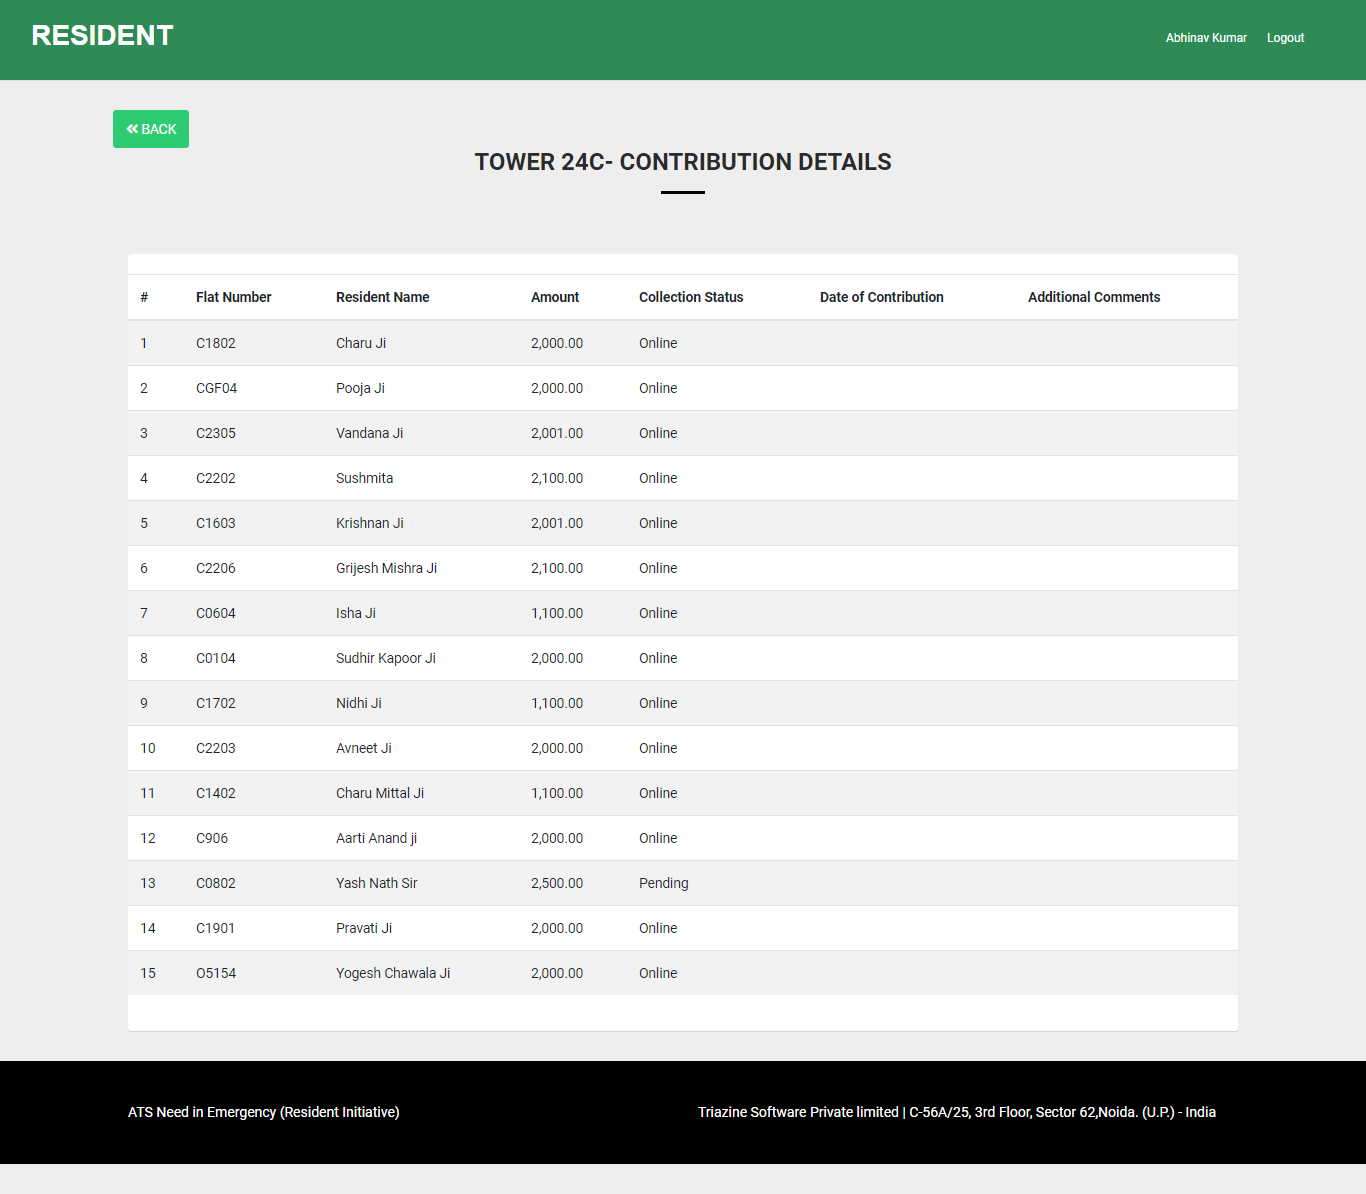 RESIDENT
Abhinav Kumar Logout
BACK
TOWER 24C- CONTRIBUTION DETAILS
# Flat Number Resident Name Amount Collection Status Date of Contribution Additional Comments
1 C1802 Charu Ji 2,000.00 Online
2 CGF04 Pooja Ji 2,000.00 Online
3 C2305 Vandana Ji 2,001.00 Online
4 C2202 Sushmita 2,100.00 Online
5 C1603 Krishnan Ji 2,001.00 Online
6 C2206 Grijesh Mishra Ji 2,100.00 Online
7 C0604 Isha Ji 1,100.00 Online
8 C0104 Sudhir Kapoor Ji 2,000.00 Online
9 C1702 Nidhi Ji 1,100.00 Online
10 C2203 Avneet Ji 2,000.00 Online
11 C1402 Charu Mittal Ji 1,100.00 Online
12 C906 Aarti Anand ji 2,000.00 Online
13 C0802 Yash Nath Sir 2,500.00 Pending
14 C1901 Pravati Ji 2,000.00 Online
15 O5154 Yogesh Chawala Ji 2,000.00 Online
ATS Need in Emergency (Resident Initiative) Triazine Software Private limited | C-56A/25, 3rd Floor, Sector 62,Noida. (U.P.) - India